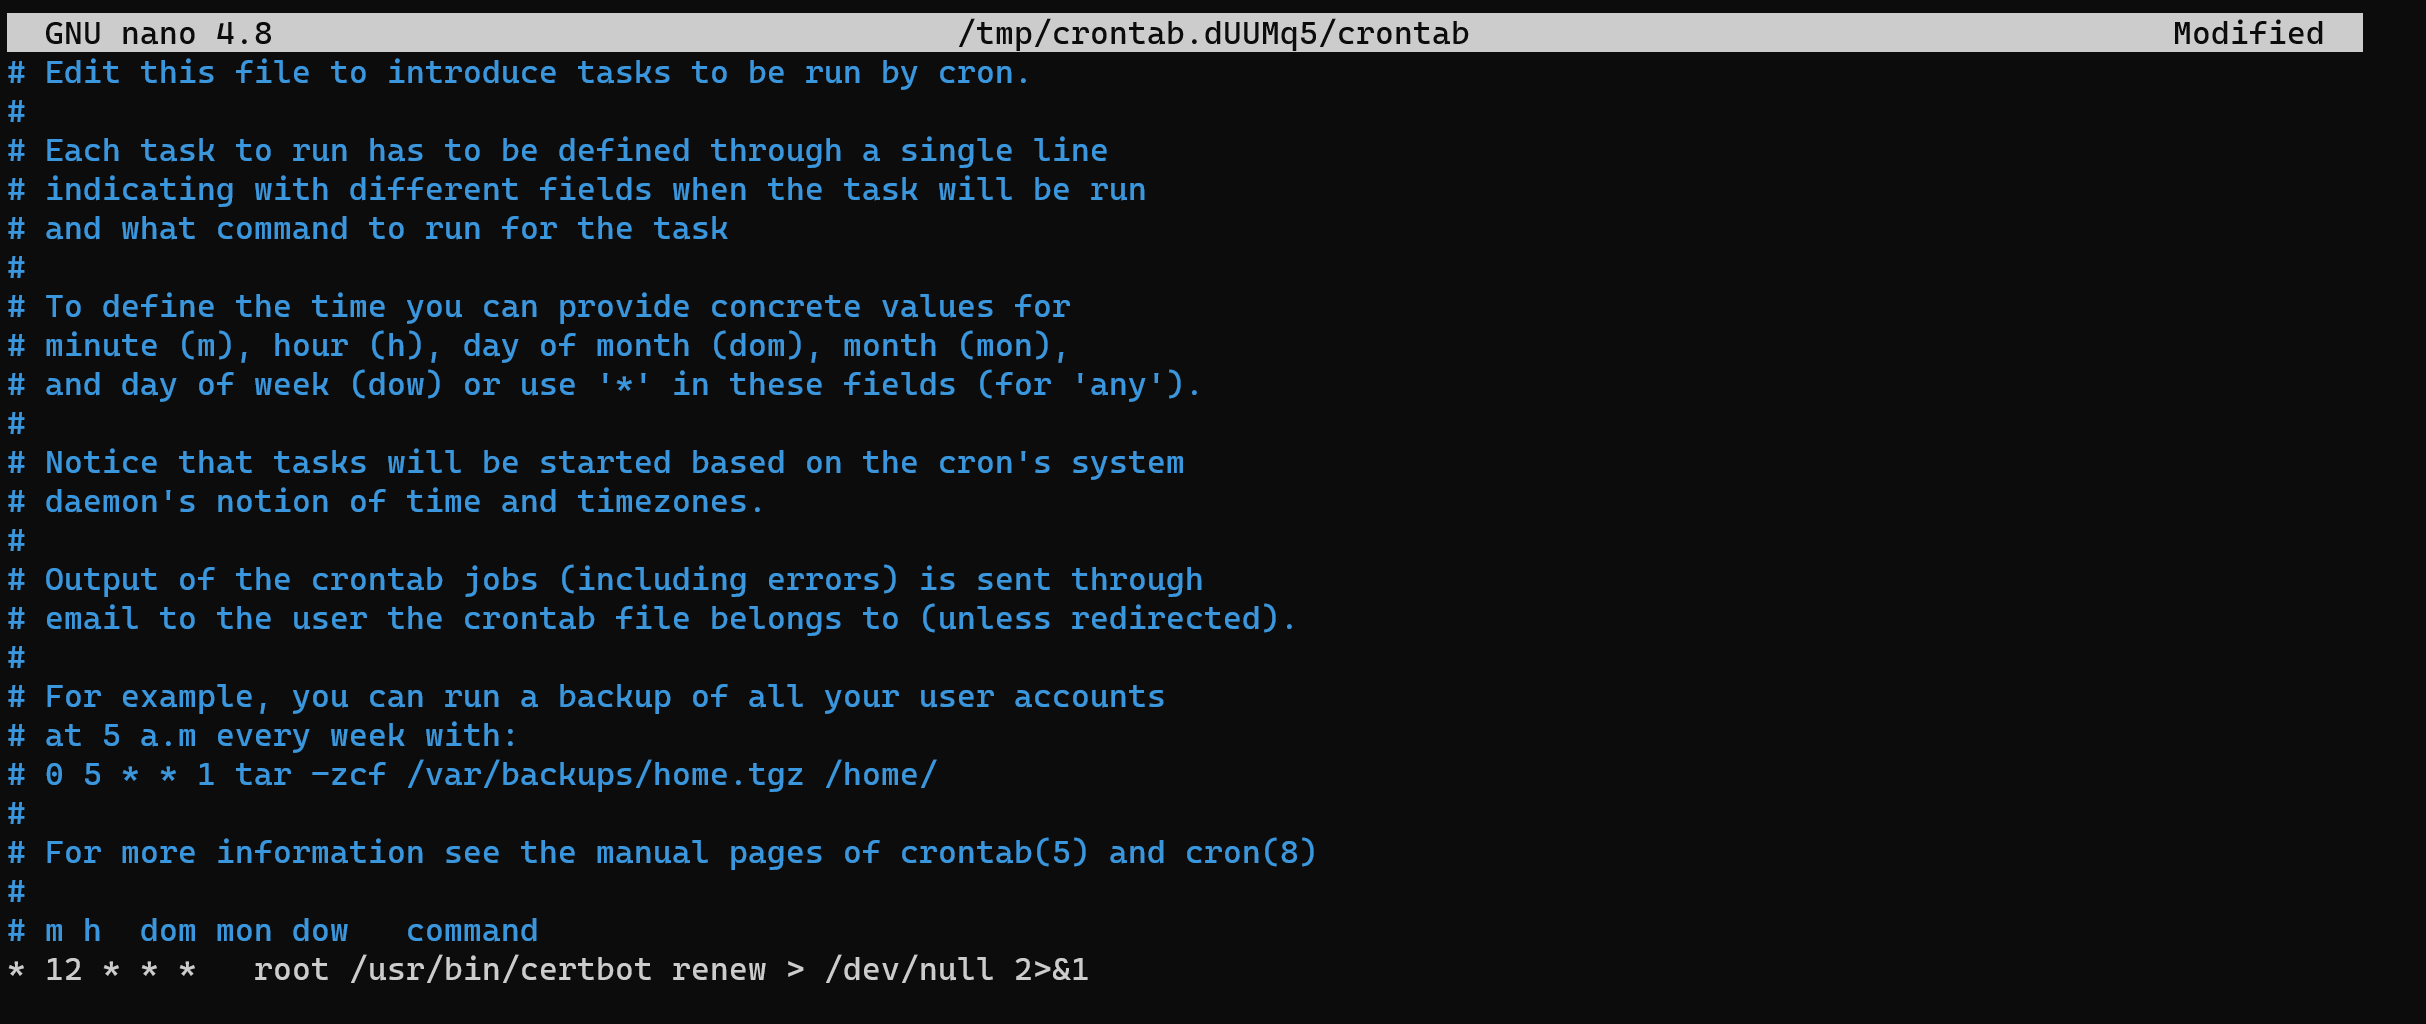 GNU nano 4.8 /tmp/crontab.dUUMq5/crontab Modified
# Edit this file to introduce tasks to be run by cron.
#
# Each task to run has to be defined through a single line
# indicating with different fields when the task will be run
# and what command to run for the task
#
# To define the time you can provide concrete values for
# minute (m), hour (h), day of month (dom), month (mon),
# and day of week (dow) or use '*' in these fields (for 'any').
#
# Notice that tasks will be started based on the cron's system
# daemon's notion of time and timezones.
#
# Output of the crontab jobs (including errors) is sent through
# email to the user the crontab file belongs to (unless redirected).
#
# For example, you can run a backup of all your user accounts
# at 5 a.m every week with:
# 0 5 * * 1 tar -zcf /var/backups/home.tgz /home/
#
# For more information see the manual pages of crontab(5) and cron(8)
#
# m h  dom mon dow   command
* 12 * * *   root /usr/bin/certbot renew > /dev/null 2>&1